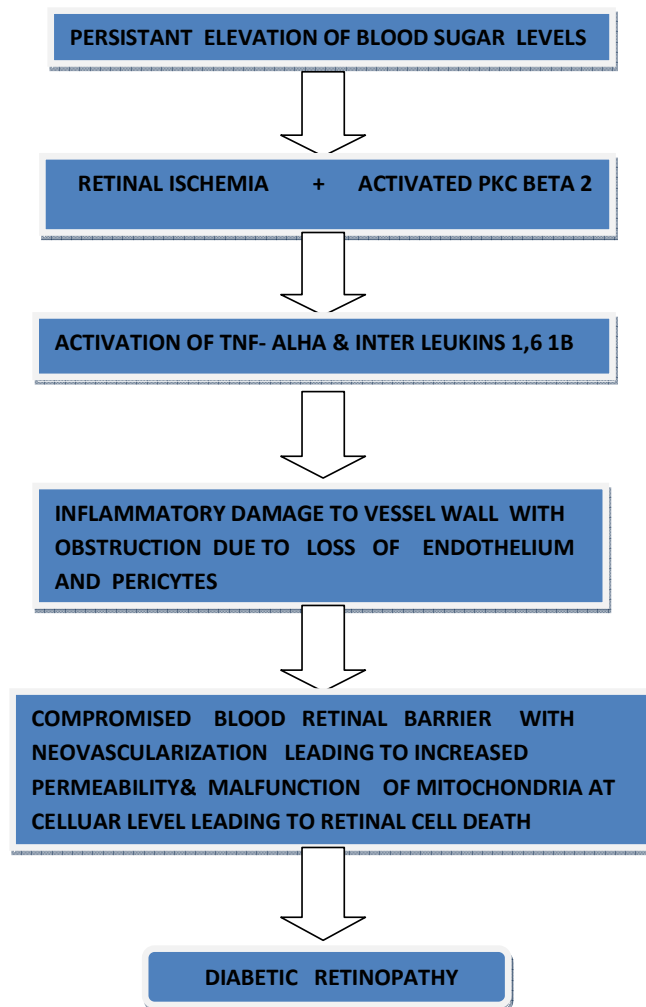 PERSISTANT ELEVATION OF BLOOD SUGAR LEVELS
RETINAL ISCHEMIA + ACTIVATED PKC BETA 2
ACTIVATION OF TNF- ALHA & INTER LEUKINS 1,6 1B
INFLAMMATORY DAMAGE TO VESSEL WALL WITH
OBSTRUCTION DUE TO LOSS OF ENDOTHELIUM
AND PERICYTES
COMPROMISED BLOOD RETINAL BARRIER WITH
NEOVASCULARIZATION LEADING TO INCREASED
PERMEABILITY& MALFUNCTION OF MITOCHONDRIA AT
CELLUAR LEVEL LEADING TO RETINAL CELL DEATH
DIABETIC RETINOPATHY